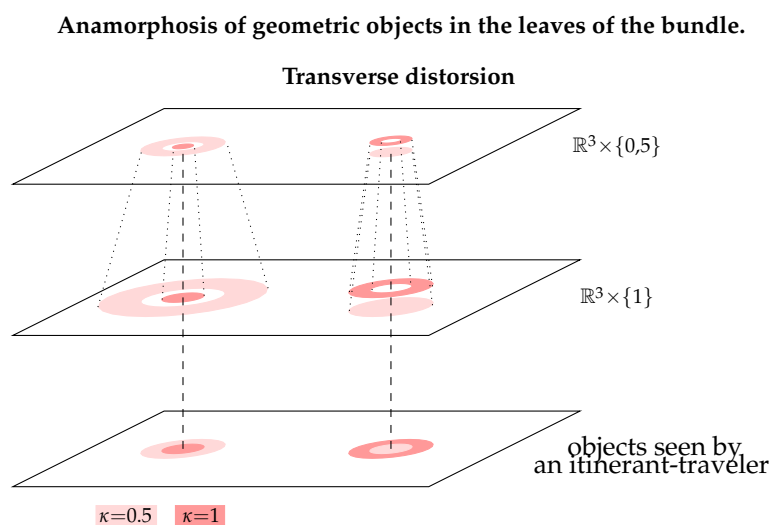 Anamorphosis of geometric objects in the leaves of the bundle.
Transverse distorsion
ℝ³×{0,5}
ℝ³×{1}
objects seen by
an itinerant-traveler
κ=0.5 κ=1